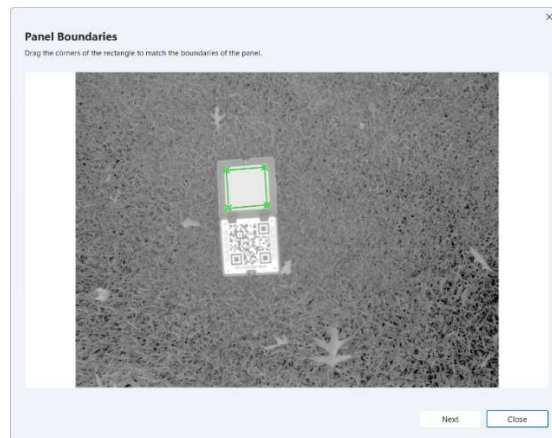 Panel Boundaries
Drag the corners of the rectangle to match the boundaries of the panel.
Next
Close